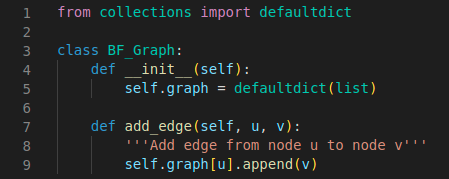 1 from collections import defaultdict
2
3 class BF_Graph:
4     def __init__(self):
5         self.graph = defaultdict(list)
6
7     def add_edge(self, u, v):
8         '''Add edge from node u to node v'''
9         self.graph[u].append(v)